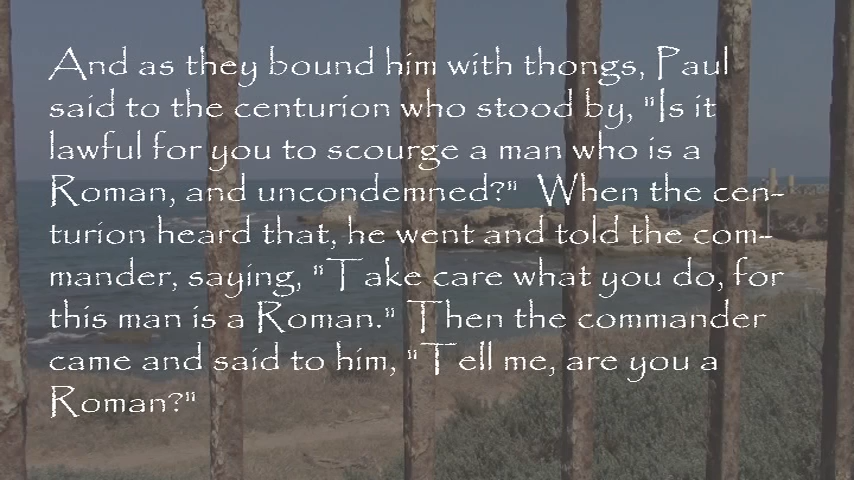 And as they bound him with thongs, Paul
said to the centurion who stood by, "Is it
lawful for you to scourge a man who is a
Roman, and uncondemned?"  When the cen-
turion heard that, he went and told the com-
mander, saying, "Take care what you do, for
this man is a Roman." Then the commander
came and said to him, "Tell me, are you a
Roman?"